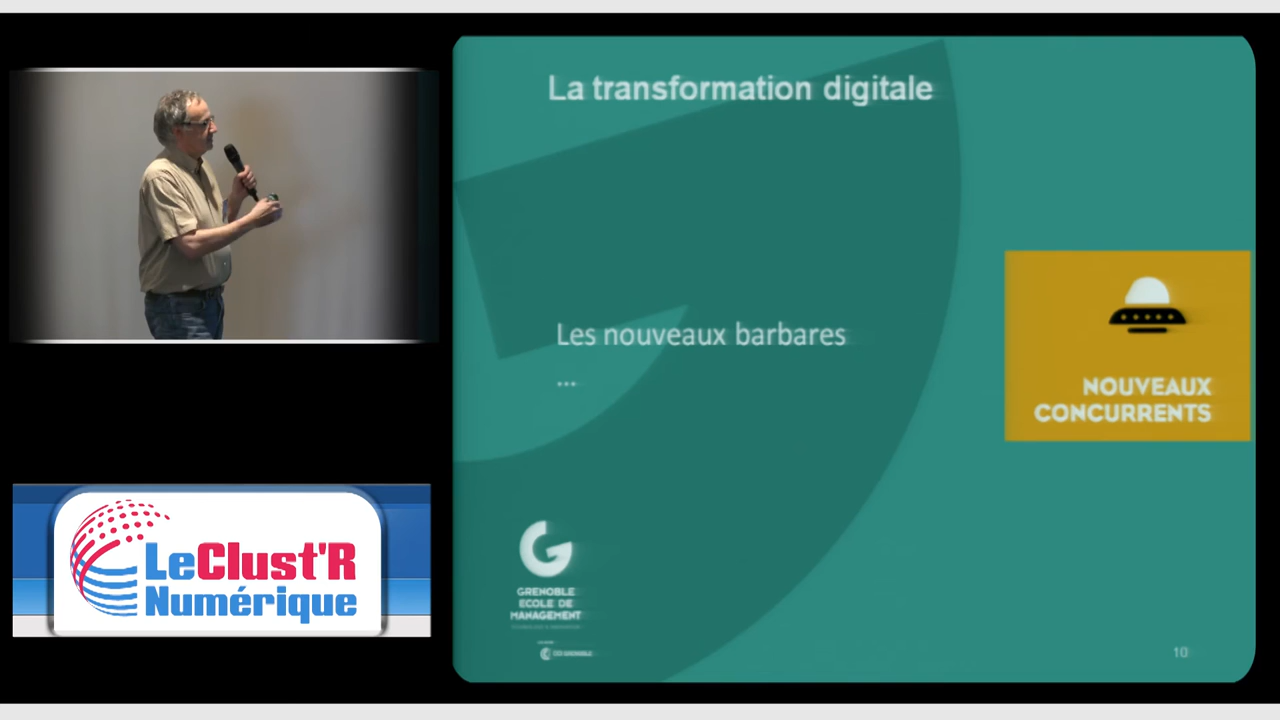 La transformation digitale
Les nouveaux barbares
...
NOUVEAUX
CONCURRENTS
LeClust'R
Numérique
GRENOBLE
ECOLE DE
MANAGEMENT
10